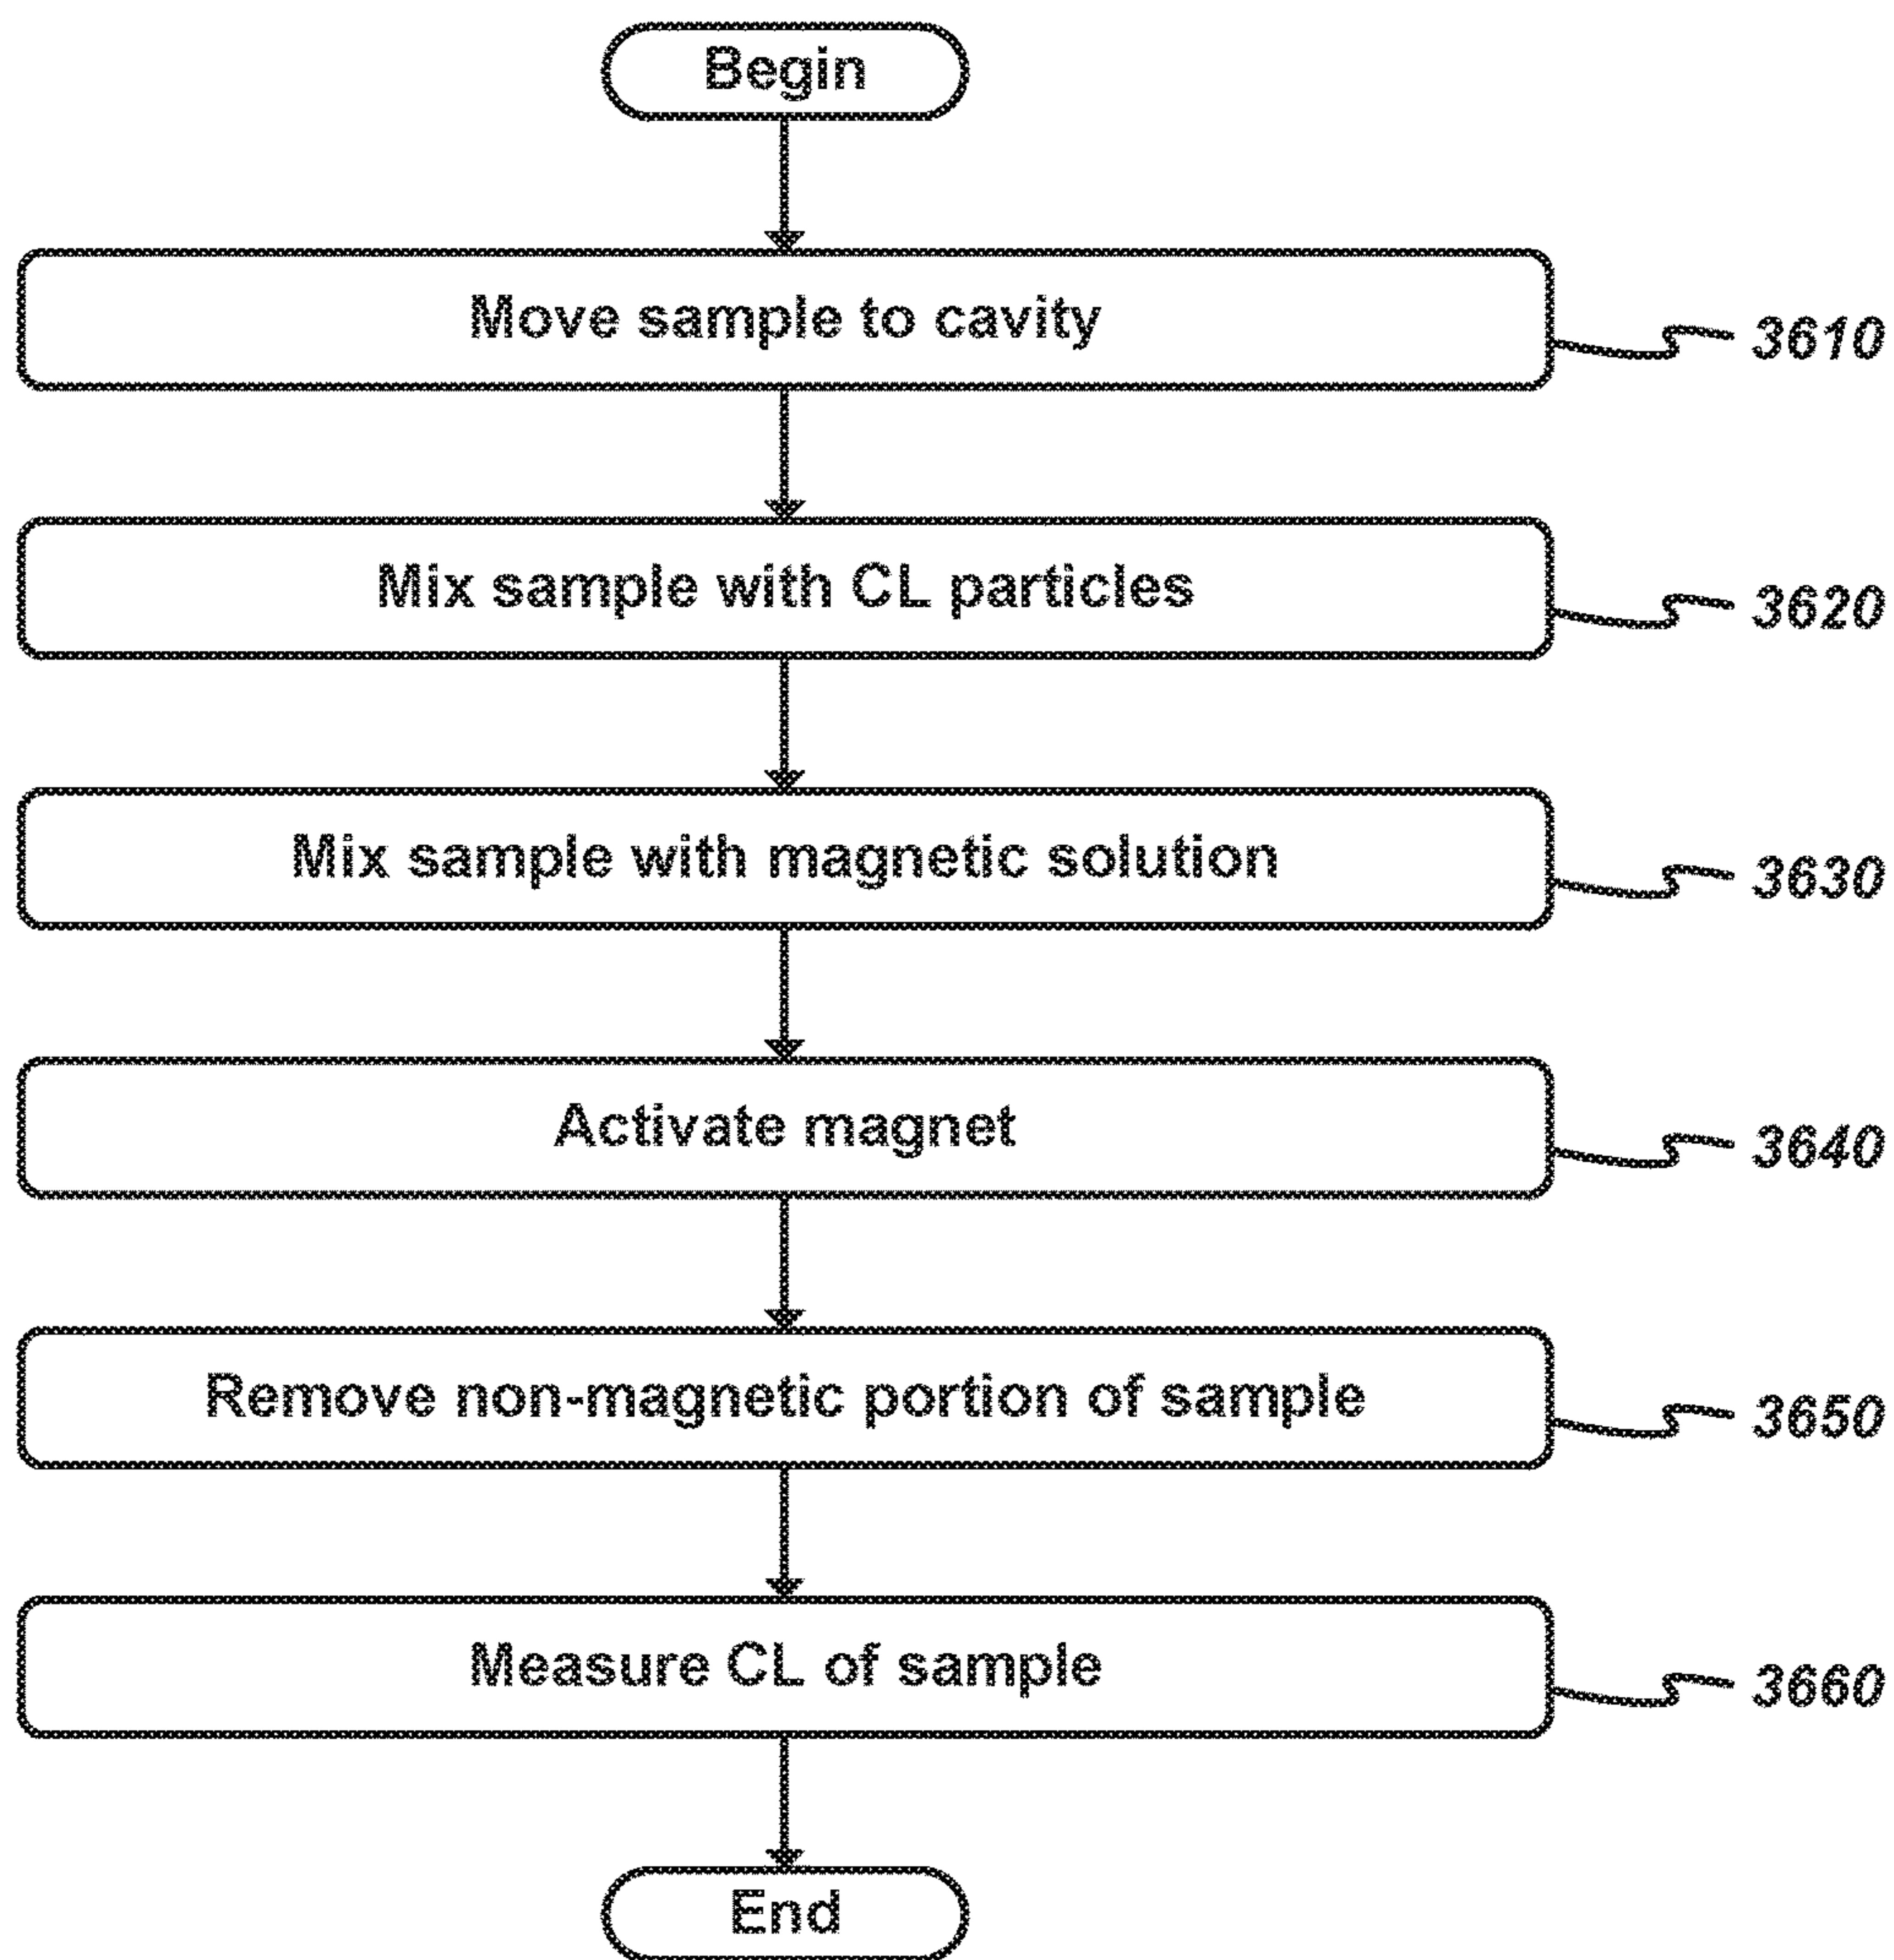 Begin
Move sample to cavity
3610
Mix sample with CL particles
3620
Mix sample with magnetic solution
3630
Activate magnet
3640
Remove non-magnetic portion of sample
3650
Measure CL of sample
3660
End